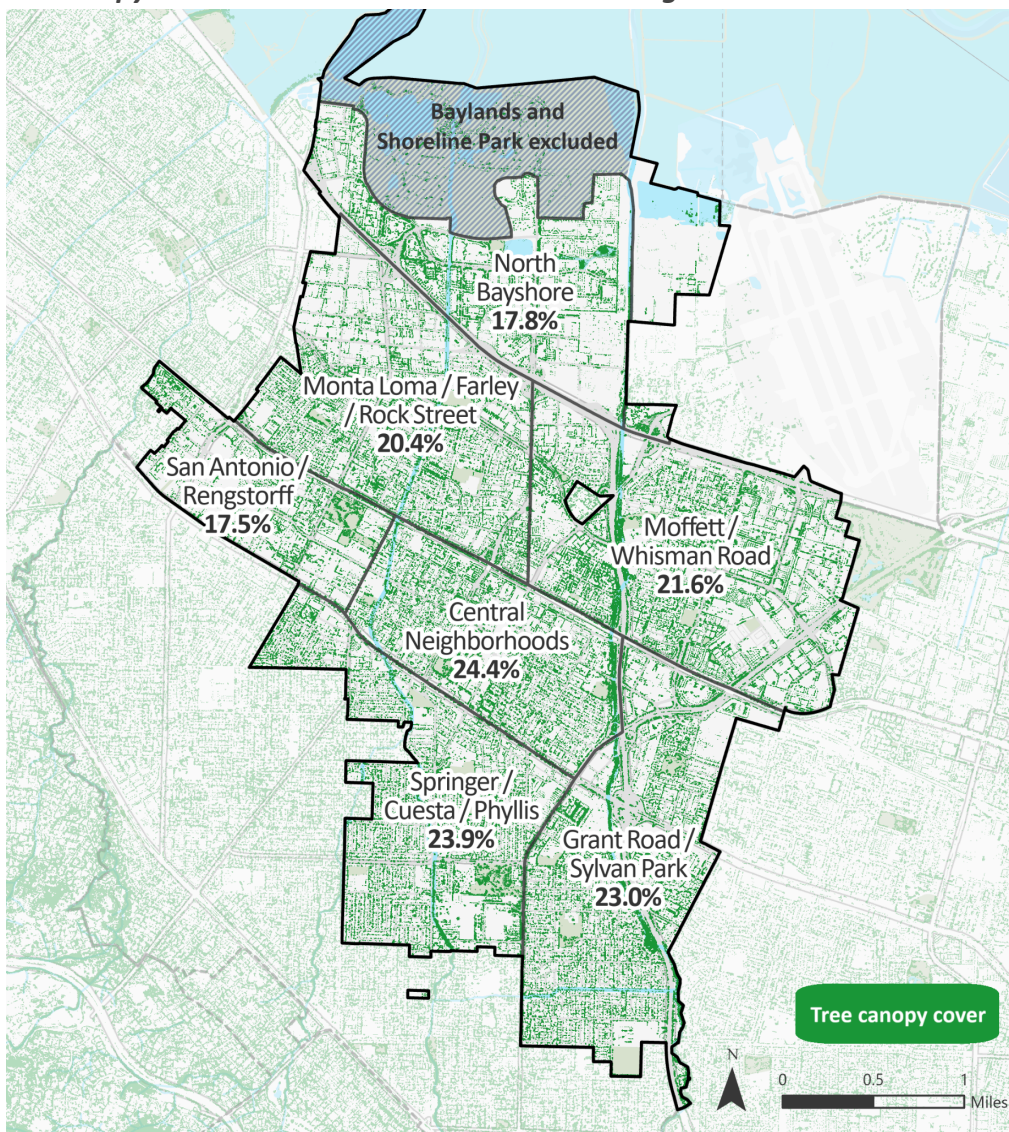 Baylands and
Shoreline Park excluded
North
Bayshore
17.8%
Monta Loma / Farley
/ Rock Street
20.4%
San Antonio /
Rengstorff
17.5%
Moffett /
Whisman Road
21.6%
Central
Neighborhoods
24.4%
Springer /
Cuesta / Phyllis
23.9%
Grant Road /
Sylvan Park
23.0%
Tree canopy cover
N
0 0.5 1
Miles